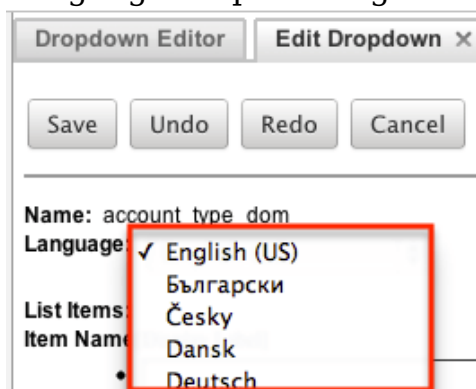 Dropdown Editor Edit Dropdown ×
Save Undo Redo Cancel
Name: account_type_dom
Language: ✓ English (US)
Български
List Items:
Česky
Item Name
Dansk
Deutsch